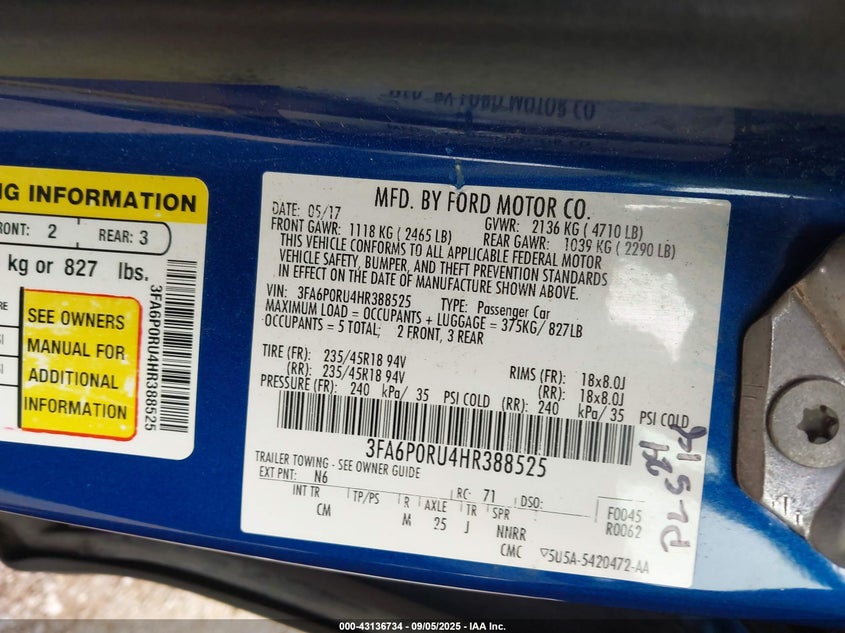 NG INFORMATION
RONT: 2 REAR: 3
kg or 827 lbs.
SEE OWNERS
MANUAL FOR
ADDITIONAL
INFORMATION
3FA6P0RU4HR388525
MFD. BY FORD MOTOR CO.
DATE: 05/17 GVWR: 2136 KG ( 4710 LB)
FRONT GAWR: 1118 KG ( 2465 LB) REAR GAWR: 1039 KG ( 2290 LB)
THIS VEHICLE CONFORMS TO ALL APPLICABLE FEDERAL MOTOR
VEHICLE SAFETY, BUMPER, AND THEFT PREVENTION STANDARDS
IN EFFECT ON THE DATE OF MANUFACTURE SHOWN ABOVE.
VIN: 3FA6P0RU4HR388525 TYPE: Passenger Car
MAXIMUM LOAD = OCCUPANTS + LUGGAGE = 375KG/ 827LB
OCCUPANTS = 5 TOTAL; 2 FRONT, 3 REAR
TIRE (FR): 235/45R18 94V RIMS (FR): 18x8.0J
(RR): 235/45R18 94V (RR): 18x8.0J
PRESSURE (FR): 240 kPa/ 35 PSI COLD (RR): 240 kPa/35 PSI COLD
3FA6P0RU4HR388525
TRAILER TOWING - SEE OWNER GUIDE
EXT PNT: N6 RC: 71 DSO:
INT TR TP/PS R AXLE TR SPR F0045
CM M 25 J NNRR R0062
CMC ▽5U5A-5420472-AA
000-43136734 - 09/05/2025 - IAA Inc.